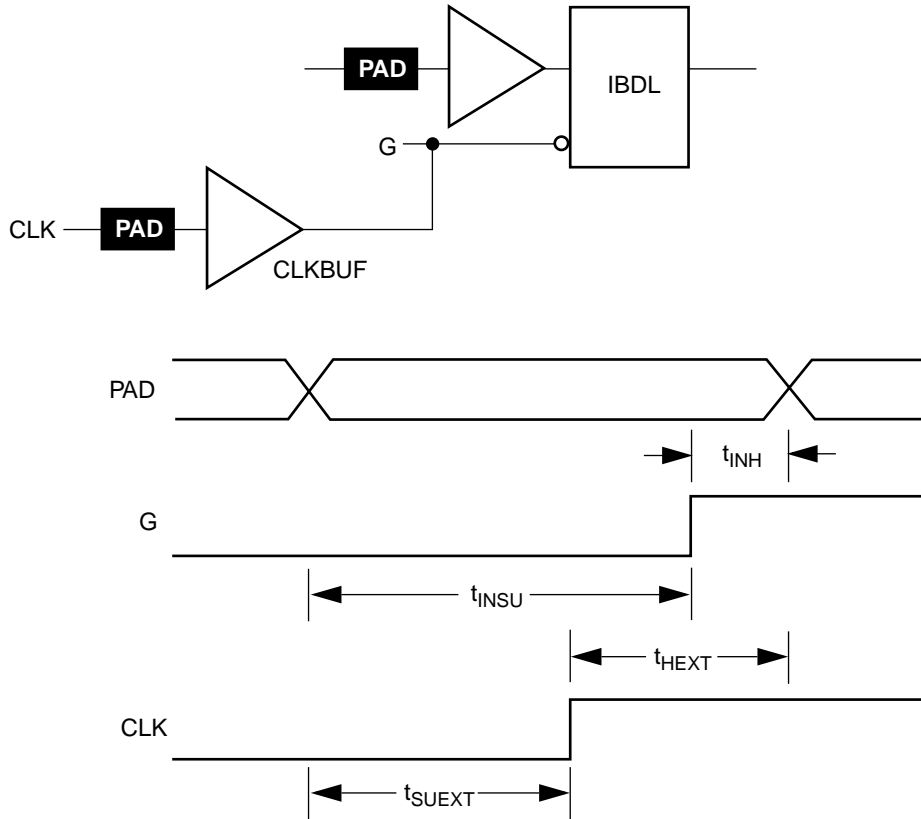 PAD
IBDL
G
CLK
PAD
CLKBUF
PAD
tINH
G
tINSU
tHEXT
CLK
tSUEXT